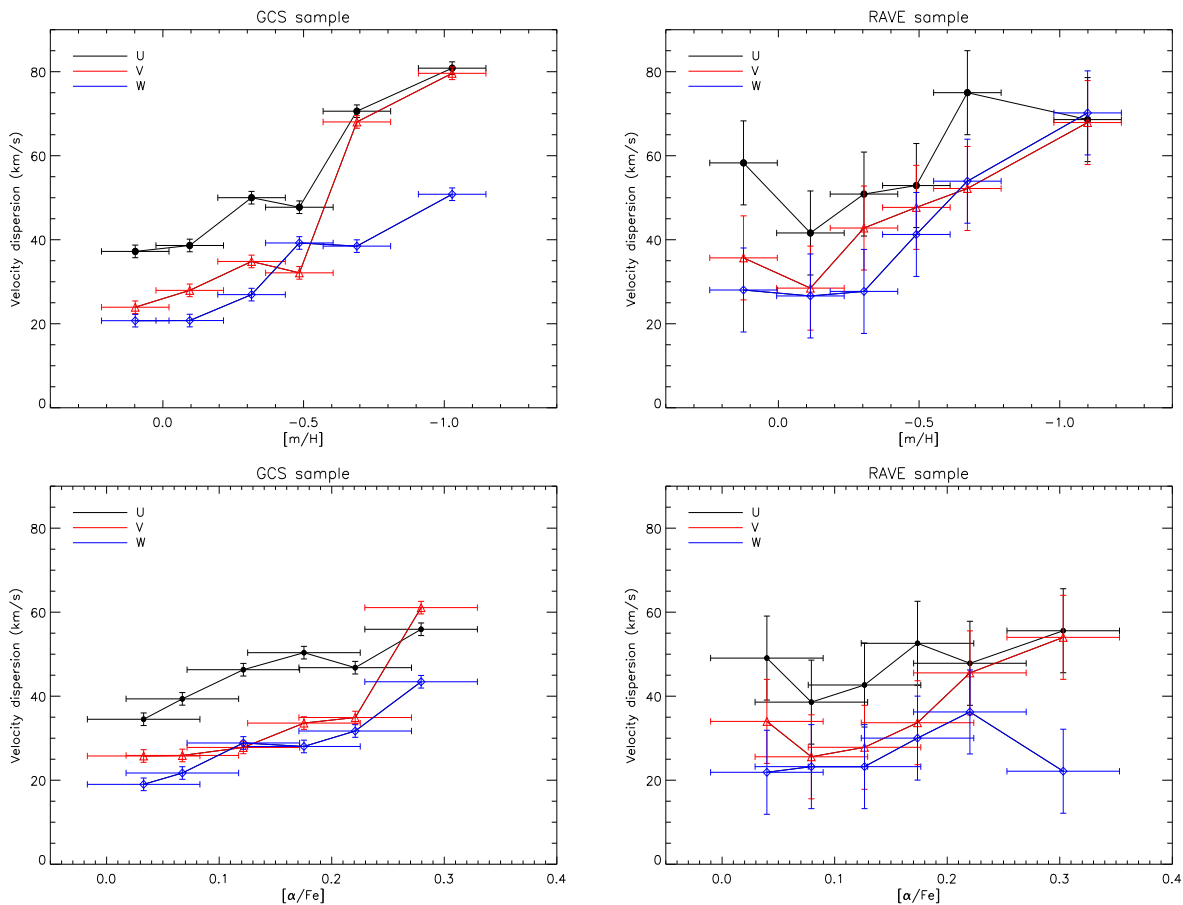 GCS sample
U
V
W
Velocity dispersion (km/s)
80
60
40
20
0
0.0 −0.5 −1.0
[m/H]
RAVE sample
U
V
W
Velocity dispersion (km/s)
80
60
40
20
0
0.0 −0.5 −1.0
[m/H]
GCS sample
U
V
W
Velocity dispersion (km/s)
80
60
40
20
0
0.0 0.1 0.2 0.3 0.4
[α/Fe]
RAVE sample
U
V
W
Velocity dispersion (km/s)
80
60
40
20
0
0.0 0.1 0.2 0.3 0.4
[α/Fe]